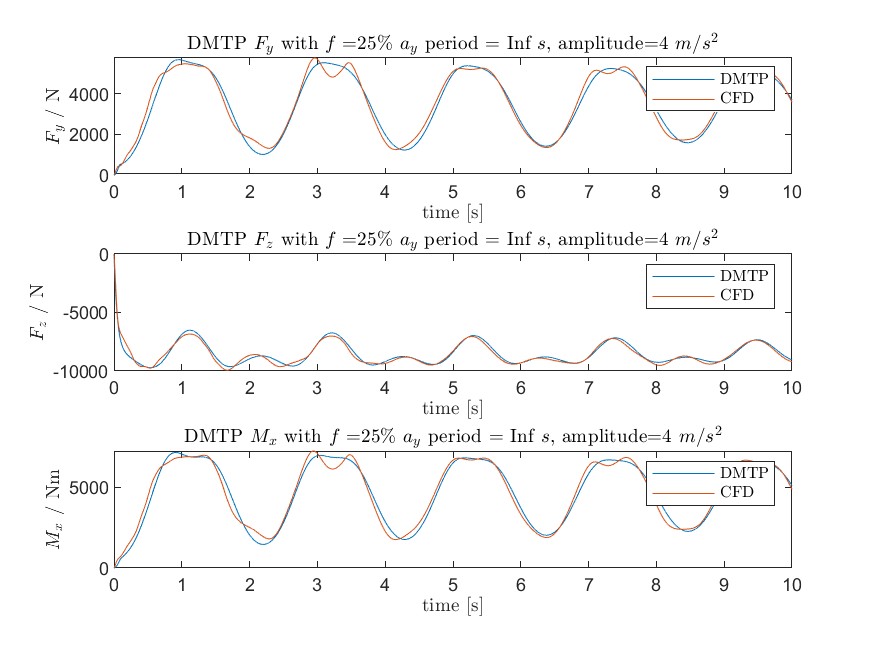 DMTP F_y with f =25% a_y period = Inf s, amplitude=4 m/s²
F_y / N
4000
2000
0
DMTP
CFD
0 1 2 3 4 5 6 7 8 9 10
time [s]
DMTP F_z with f =25% a_y period = Inf s, amplitude=4 m/s²
F_z / N
0
-5000
-10000
DMTP
CFD
0 1 2 3 4 5 6 7 8 9 10
time [s]
DMTP M_x with f =25% a_y period = Inf s, amplitude=4 m/s²
M_x / Nm
5000
0
DMTP
CFD
0 1 2 3 4 5 6 7 8 9 10
time [s]